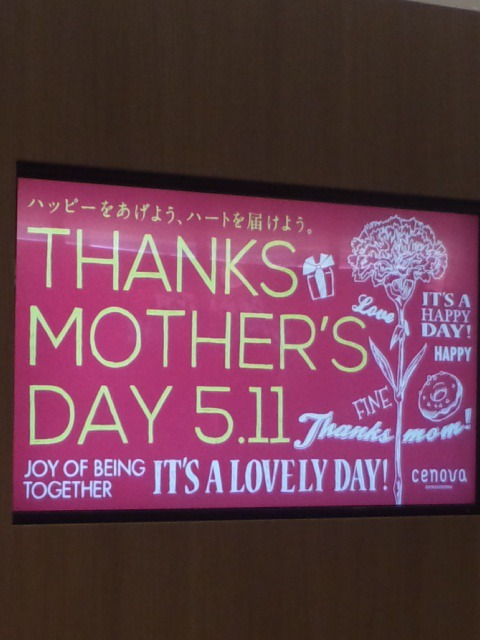 ハッピーをあげよう、ハートを届けよう。
THANKS
MOTHER'S
DAY 5.11
Love
IT'S A
HAPPY
DAY!
HAPPY
FINE
Thanks mom!
JOY OF BEING
TOGETHER
IT'S A LOVELY DAY!
cenova